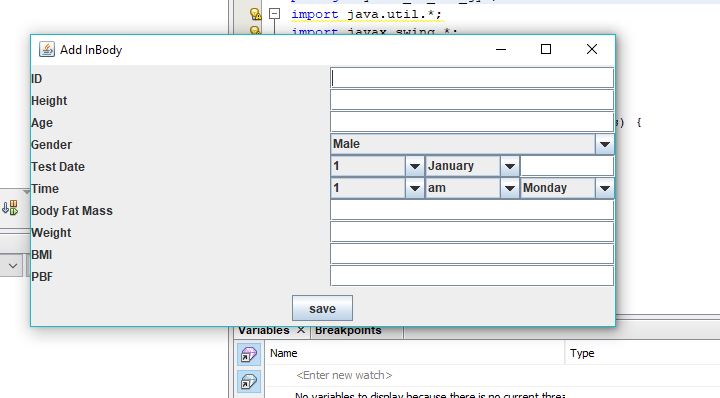 import java.util.*;
import javax.swing.*;
Add InBody
ID
Height
) {
Age
Gender Male
Test Date 1 January
Time 1 am Monday
Body Fat Mass
Weight
BMI
PBF
save
Variables Breakpoints
Name Type
<Enter new watch>
No variables to display because there is no current